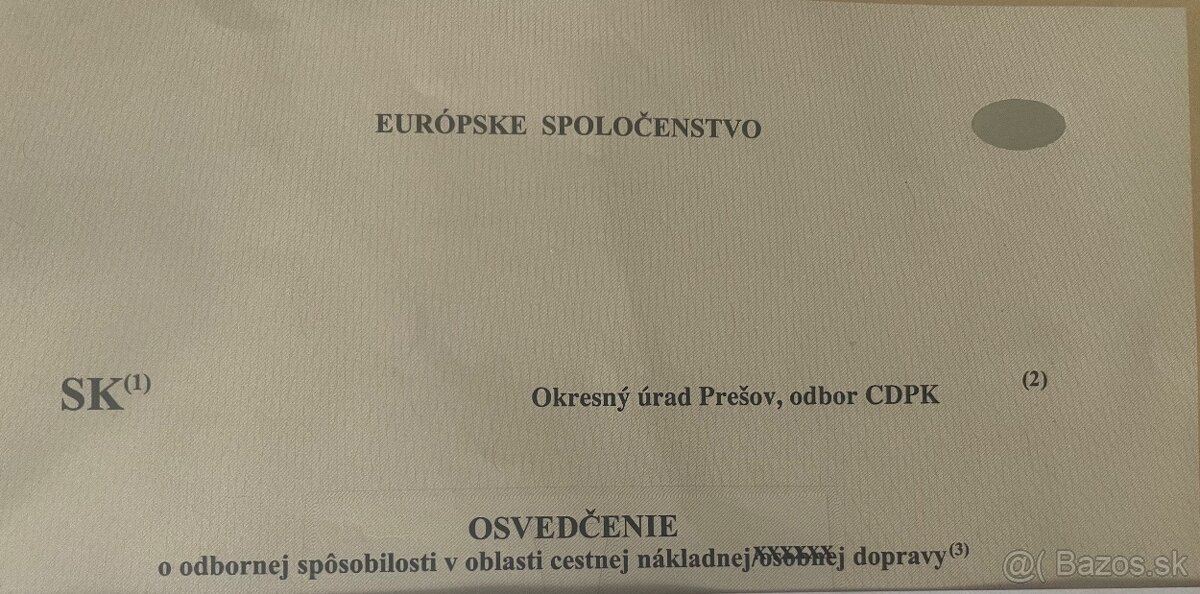 EURÓPSKE SPOLOČENSTVO
SK(1)
Okresný úrad Prešov, odbor CDPK (2)
OSVEDČENIE
o odbornej spôsobilosti v oblasti cestnej nákladnej/osobnej dopravy(3)
@( Bazos.sk